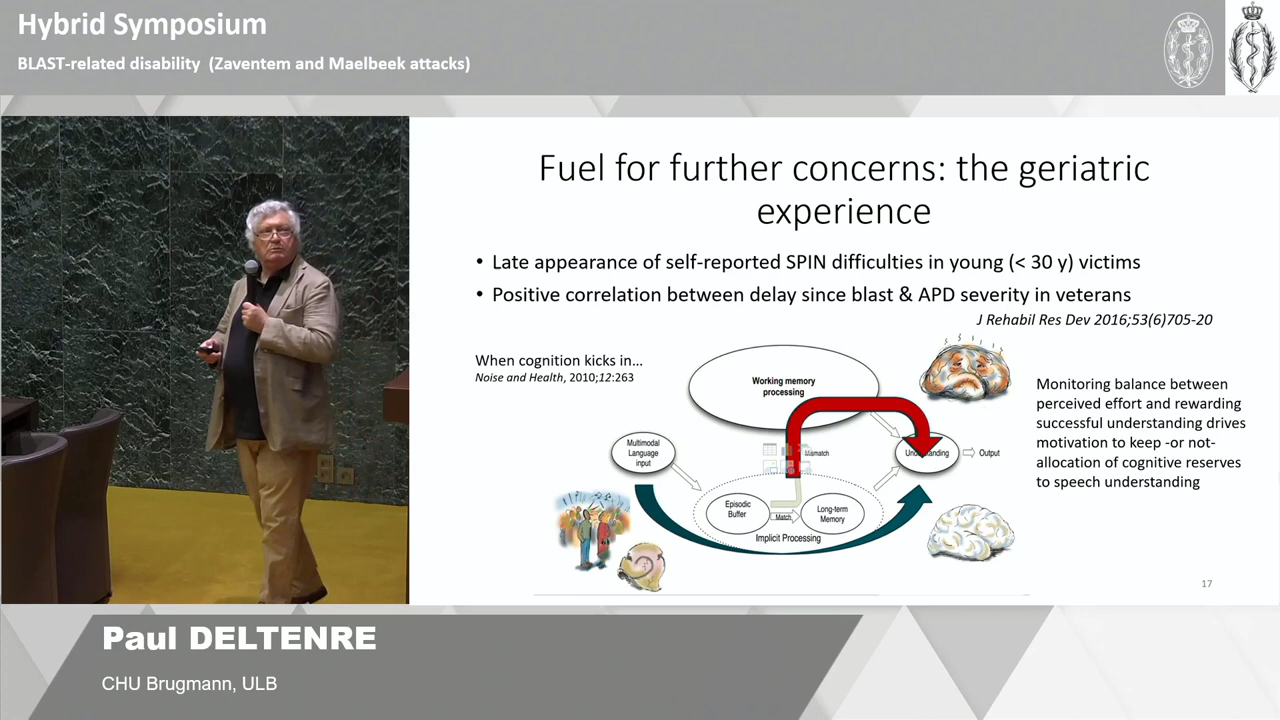 Hybrid Symposium
BLAST-related disability (Zaventem and Maelbeek attacks)
Fuel for further concerns: the geriatric
experience
• Late appearance of self-reported SPIN difficulties in young (< 30 y) victims
• Positive correlation between delay since blast & APD severity in veterans
J Rehabil Res Dev 2016;53(6)705-20
When cognition kicks in…
Noise and Health, 2010;12:263
Working memory
processing
Multimodal
Language
input
Mismatch
Output
Episodic
Buffer
Match
Long-term
Memory
Implicit Processing
Monitoring balance between
perceived effort and rewarding
successful understanding drives
motivation to keep -or not-
allocation of cognitive reserves
to speech understanding
17
Paul DELTENRE
CHU Brugmann, ULB